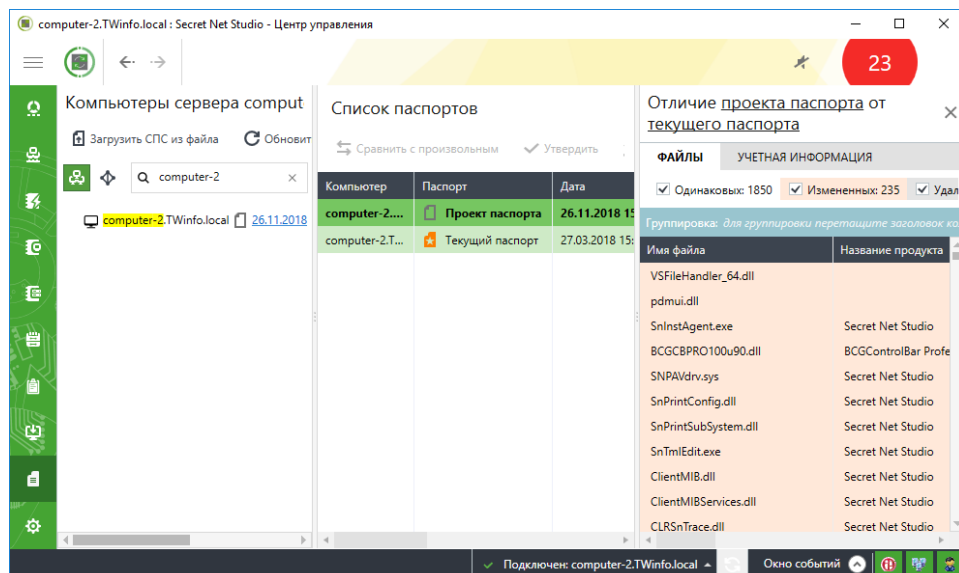 computer-2.TWinfo.local : Secret Net Studio - Центр управления
23
Компьютеры сервера comput
Загрузить СПС из файла
Обновит
computer-2
computer-2.TWinfo.local 26.11.2018
Список паспортов
Сравнить с произвольным
Утвердить
Компьютер Паспорт Дата
computer-2.... Проект паспорта 26.11.2018 15
computer-2.T... Текущий паспорт 27.03.2018 15:
Отличие проекта паспорта от
текущего паспорта
ФАЙЛЫ УЧЕТНАЯ ИНФОРМАЦИЯ
Одинаковых: 1850 Измененных: 235 Удал
Группировка: для группировки перетащите заголовок ко
Имя файла Название продукта
VSFileHandler_64.dll
pdmui.dll
SnInstAgent.exe Secret Net Studio
BCGCBPRO100u90.dll BCGControlBar Profe
SNPAVdrv.sys Secret Net Studio
SnPrintConfig.dll Secret Net Studio
SnPrintSubSystem.dll Secret Net Studio
SnTmlEdit.exe Secret Net Studio
ClientMIB.dll Secret Net Studio
ClientMIBServices.dll Secret Net Studio
CLRSnTrace.dll Secret Net Studio
Подключен: computer-2.TWinfo.local
Окно событий